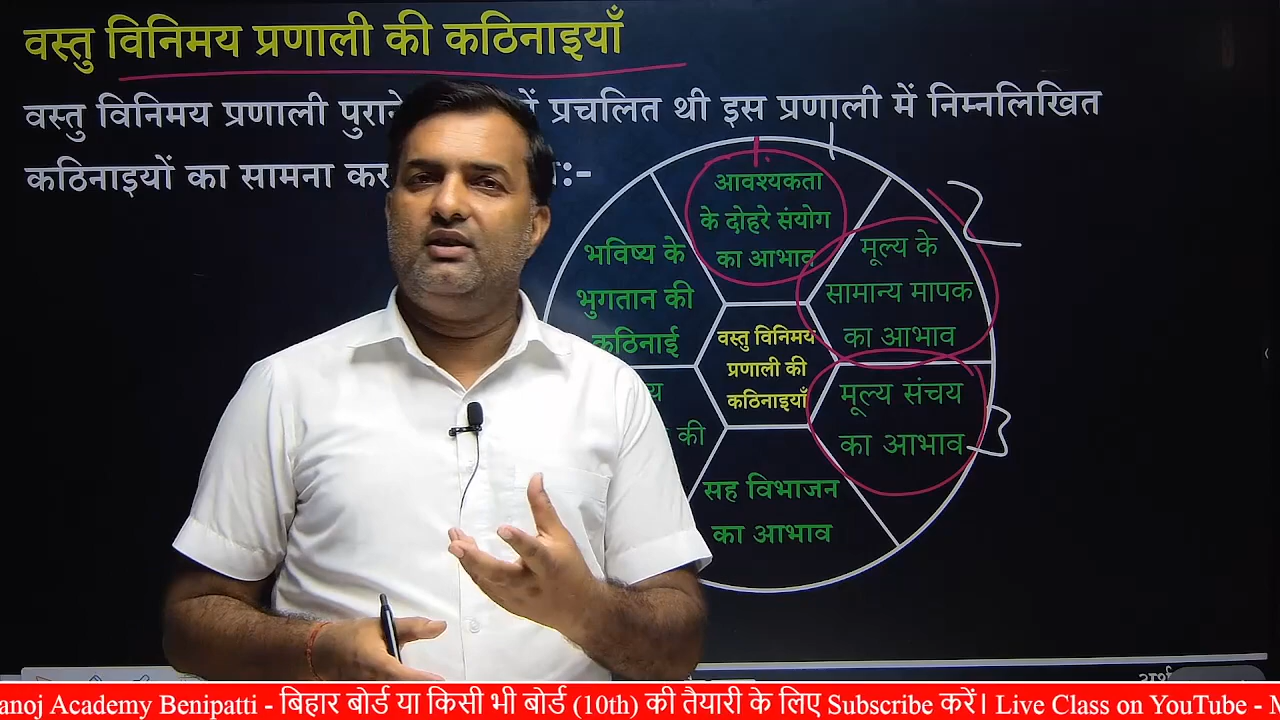 वस्तु विनिमय प्रणाली की कठिनाइयाँ
वस्तु विनिमय प्रणाली पुराने में प्रचलित थी इस प्रणाली में निम्नलिखित
कठिनाइयों का सामना कर :-
आवश्यकता
के दोहरे संयोग
का आभाव
मूल्य के
सामान्य मापक
का आभाव
मूल्य संचय
का आभाव
सह विभाजन
का आभाव
की
भविष्य के
भुगतान की
कठिनाई
वस्तु विनिमय
प्रणाली की
कठिनाइयाँ
2
3
anoj Academy Benipatti - बिहार बोर्ड या किसी भी बोर्ड (10th) की तैयारी के लिए Subscribe करें। Live Class on YouTube - M